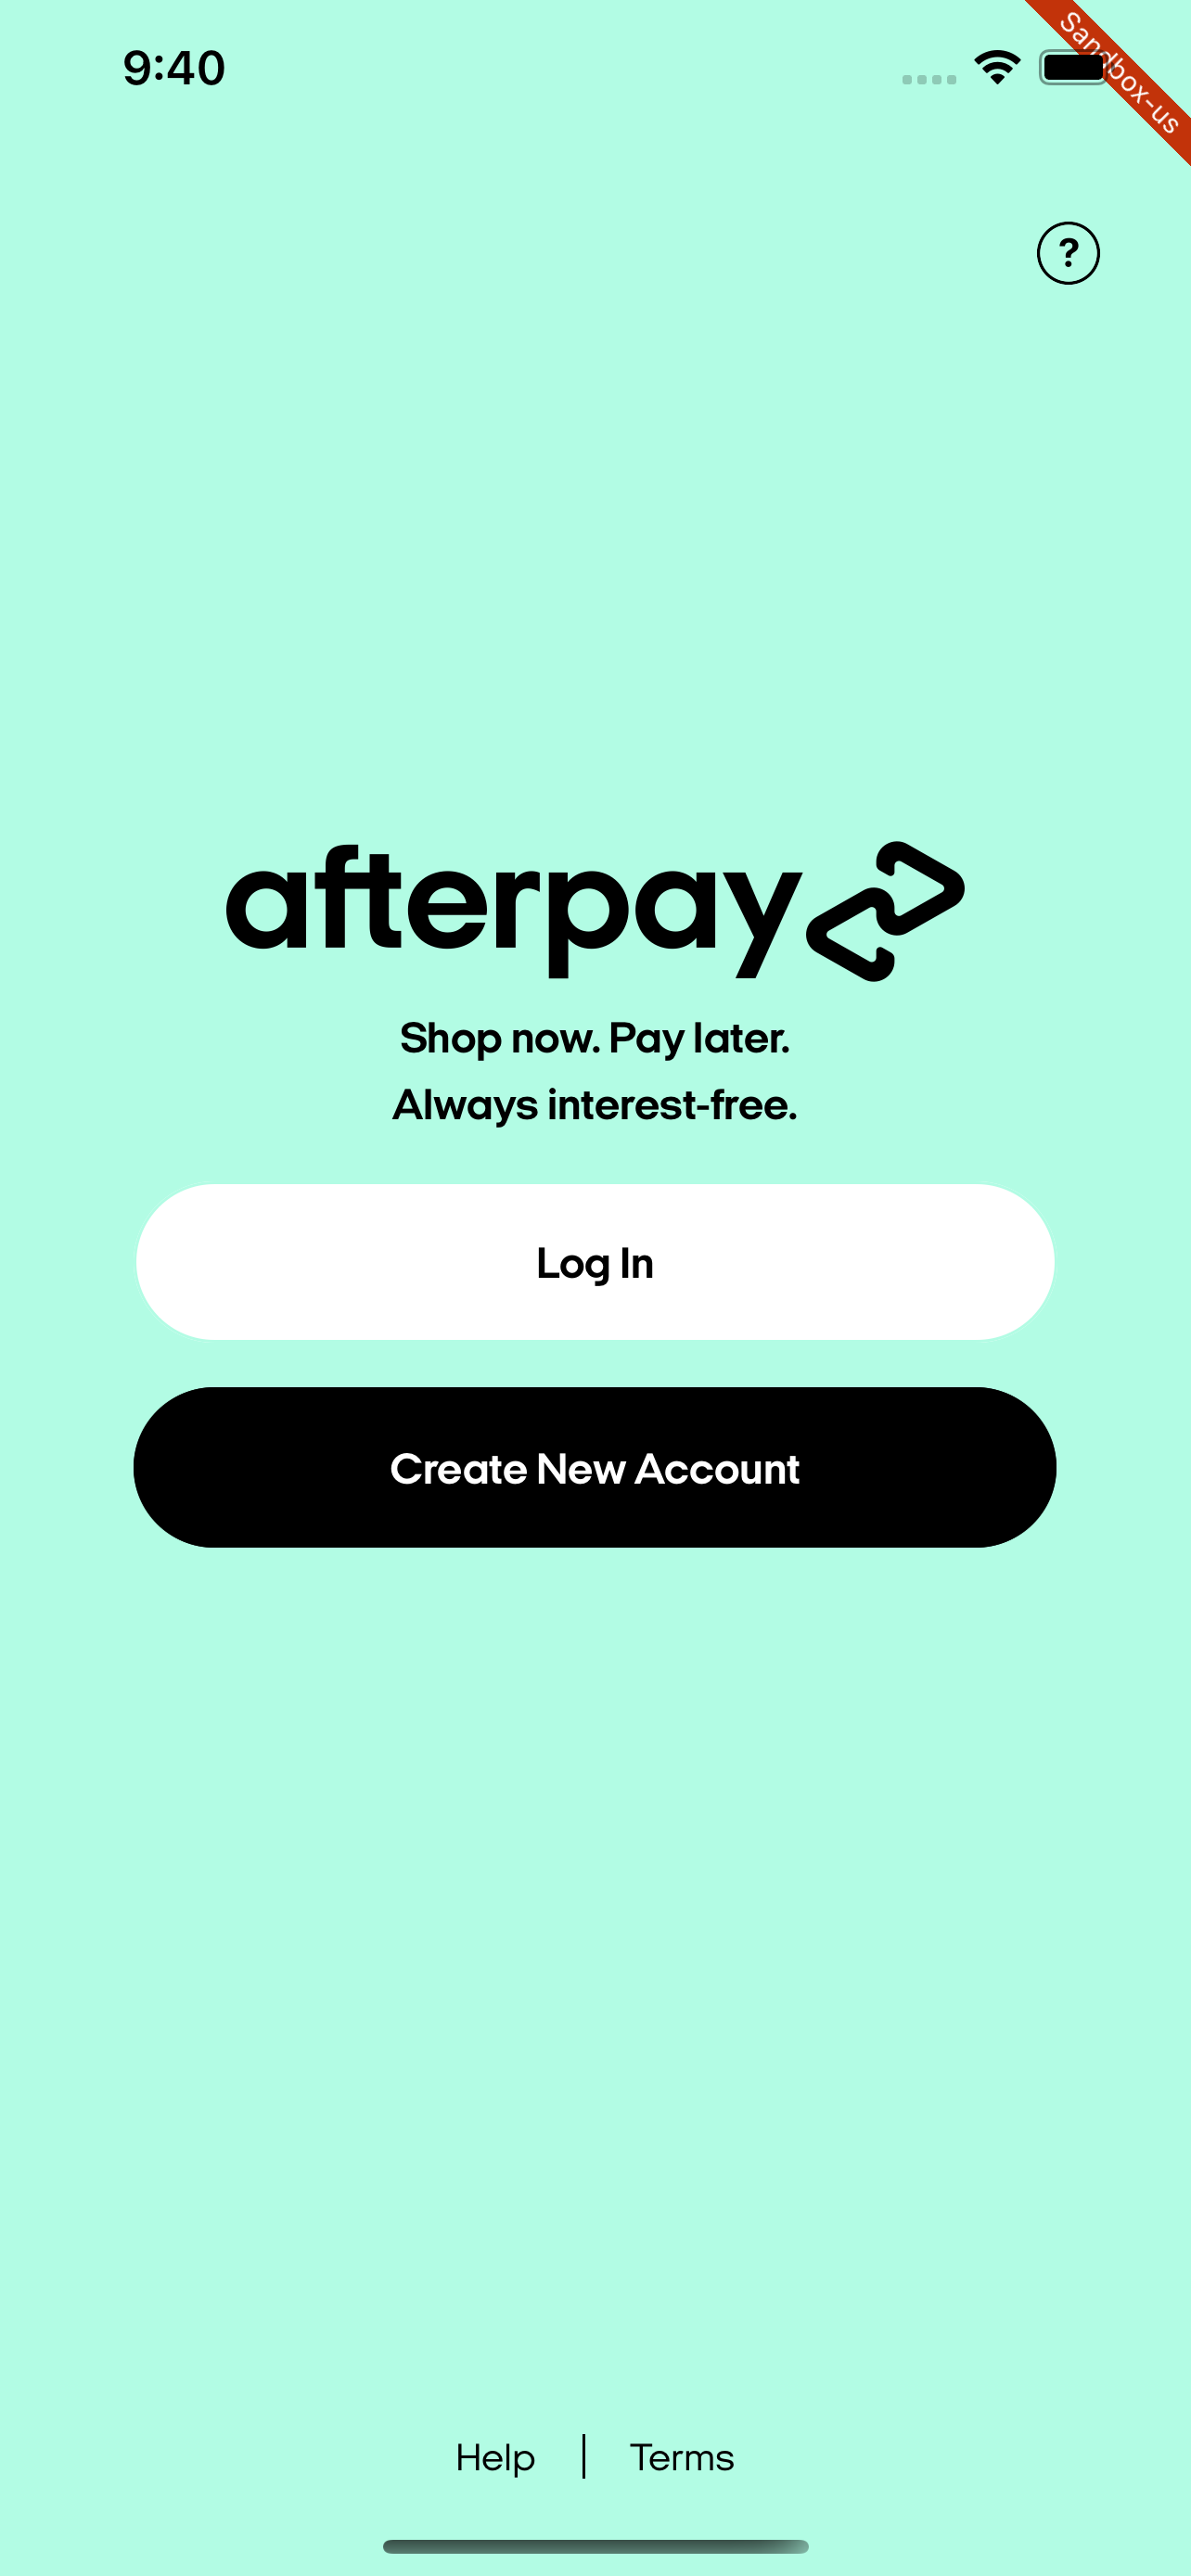 9:40
Sandbox-us
?
afterpay
Shop now. Pay later.
Always interest-free.
Log In
Create New Account
Help | Terms